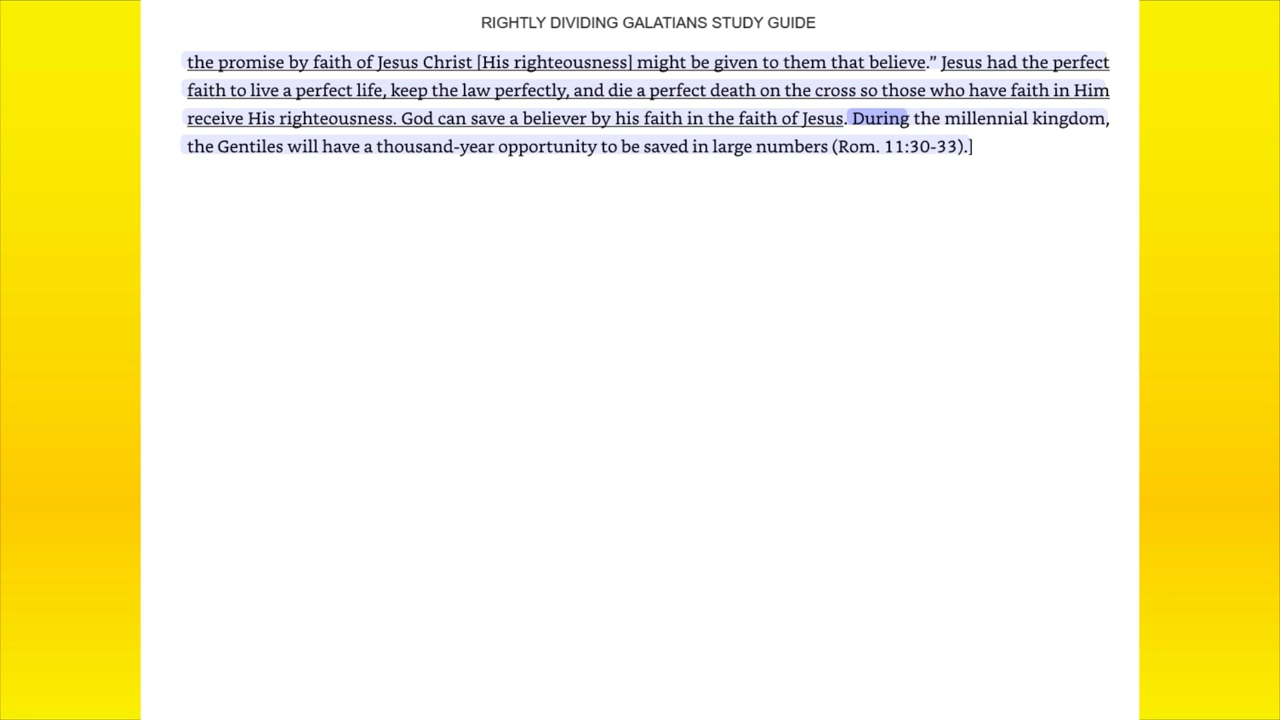 RIGHTLY DIVIDING GALATIANS STUDY GUIDE
the promise by faith of Jesus Christ [His righteousness] might be given to them that believe.” Jesus had the perfect
faith to live a perfect life, keep the law perfectly, and die a perfect death on the cross so those who have faith in Him
receive His righteousness. God can save a believer by his faith in the faith of Jesus. During the millennial kingdom,
the Gentiles will have a thousand-year opportunity to be saved in large numbers (Rom. 11:30-33).]